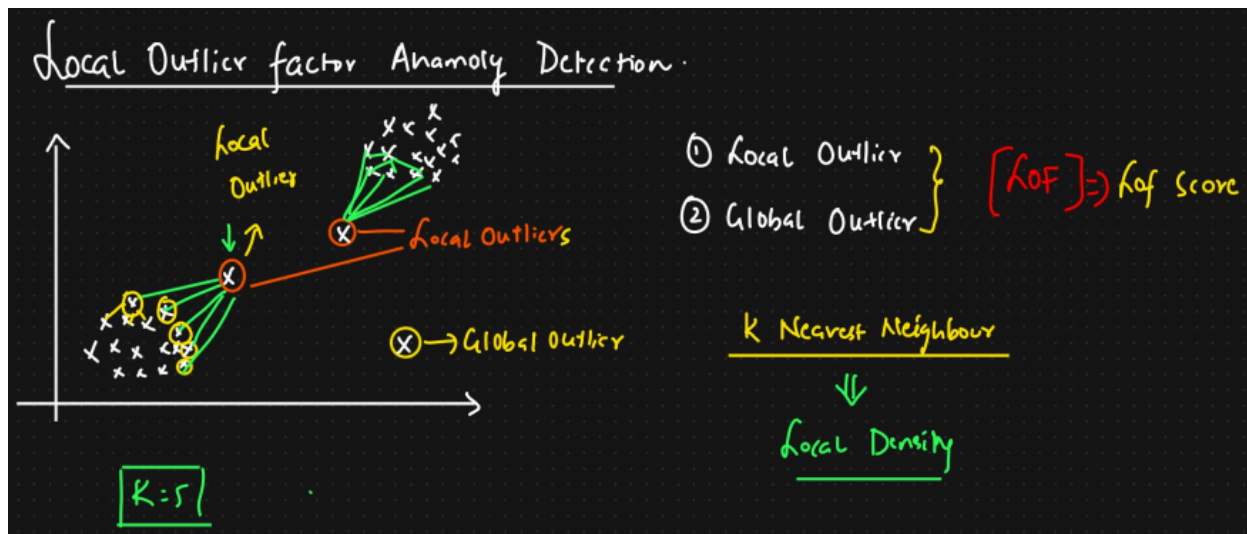 Local Outlier factor Anamoly Detection.
Local
Outlier
Local Outliers
x → Global Outlier
K=5
① Local Outlier
② Global Outlier
[LOF] ⇒ Lof Score
K Nearest Neighbour
⇓
Local Density